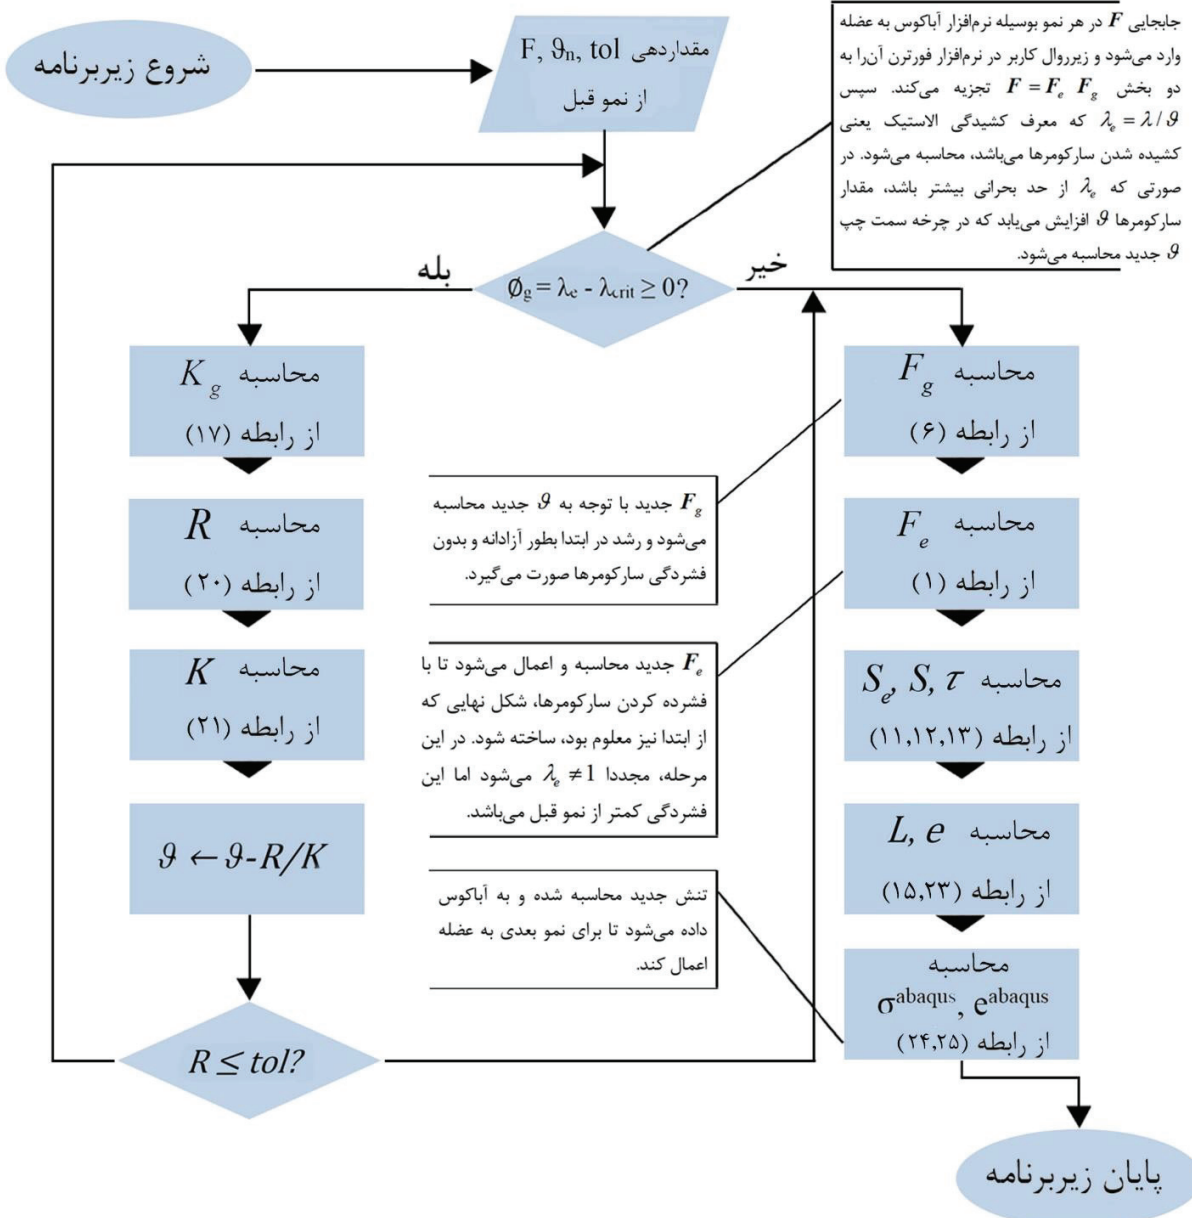 شروع زیربرنامه
مقداردهی F, ϑn, tol
از نمو قبل
جابجایی F در هر نمو بوسیله نرم‌افزار آباکوس به عضله
وارد می‌شود و زیرروال کاربر در نرم‌افزار فورترن آن‌را به
دو بخش F = Fe Fg تجزیه می‌کند. سپس
λe = λ/ϑ که معرف کشیدگی الاستیک یعنی
کشیده شدن سارکومرها می‌باشد، محاسبه می‌شود. در
صورتی که λe از حد بحرانی بیشتر باشد، مقدار
سارکومرها ϑ افزایش می‌یابد که در چرخه سمت چپ
ϑ جدید محاسبه می‌شود.
خیر
بله
Øg = λe - λcrit ≥ 0?
محاسبه Fg
از رابطه (۶)
محاسبه Kg
از رابطه (۱۷)
Fg جدید با توجه به ϑ جدید محاسبه
می‌شود و رشد در ابتدا بطور آزادانه و بدون
فشردگی سارکومرها صورت می‌گیرد.
محاسبه Fe
از رابطه (۱)
محاسبه R
از رابطه (۲۰)
Fe جدید محاسبه و اعمال می‌شود تا با
فشرده کردن سارکومرها، شکل نهایی که
از ابتدا نیز معلوم بود، ساخته شود. در این
مرحله، مجددا λe ≠ 1 می‌شود اما این
فشردگی کمتر از نمو قبل می‌باشد.
محاسبه Se, S, τ
از رابطه (۱۱,۱۲,۱۳)
محاسبه K
از رابطه (۲۱)
محاسبه L, e
از رابطه (۱۵,۲۳)
ϑ ← ϑ-R/K
تنش جدید محاسبه شده و به آباکوس
داده می‌شود تا برای نمو بعدی به عضله
اعمال کند.
محاسبه
σabaqus, eabaqus
از رابطه (۲۴,۲۵)
R ≤ tol?
پایان زیربرنامه